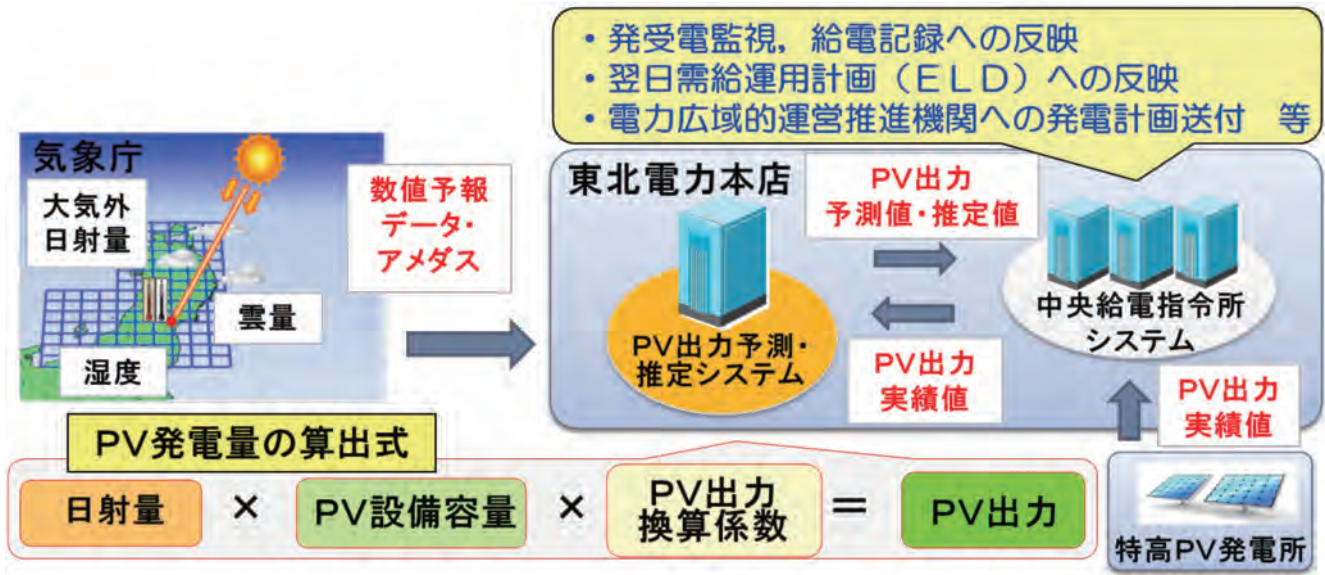 ・発受電監視，給電記録への反映
・翌日需給運用計画（ＥＬＤ）への反映
・電力広域的運営推進機関への発電計画送付　等
気象庁
大気外
日射量
雲量
湿度
数値予報
データ・
アメダス
東北電力本店
ＰＶ出力
予測値・推定値
ＰＶ出力予測・
推定システム
ＰＶ出力
実績値
中央給電指令所
システム
ＰＶ出力
実績値
特高ＰＶ発電所
ＰＶ発電量の算出式
日射量 × ＰＶ設備容量 × ＰＶ出力
換算係数 ＝ ＰＶ出力